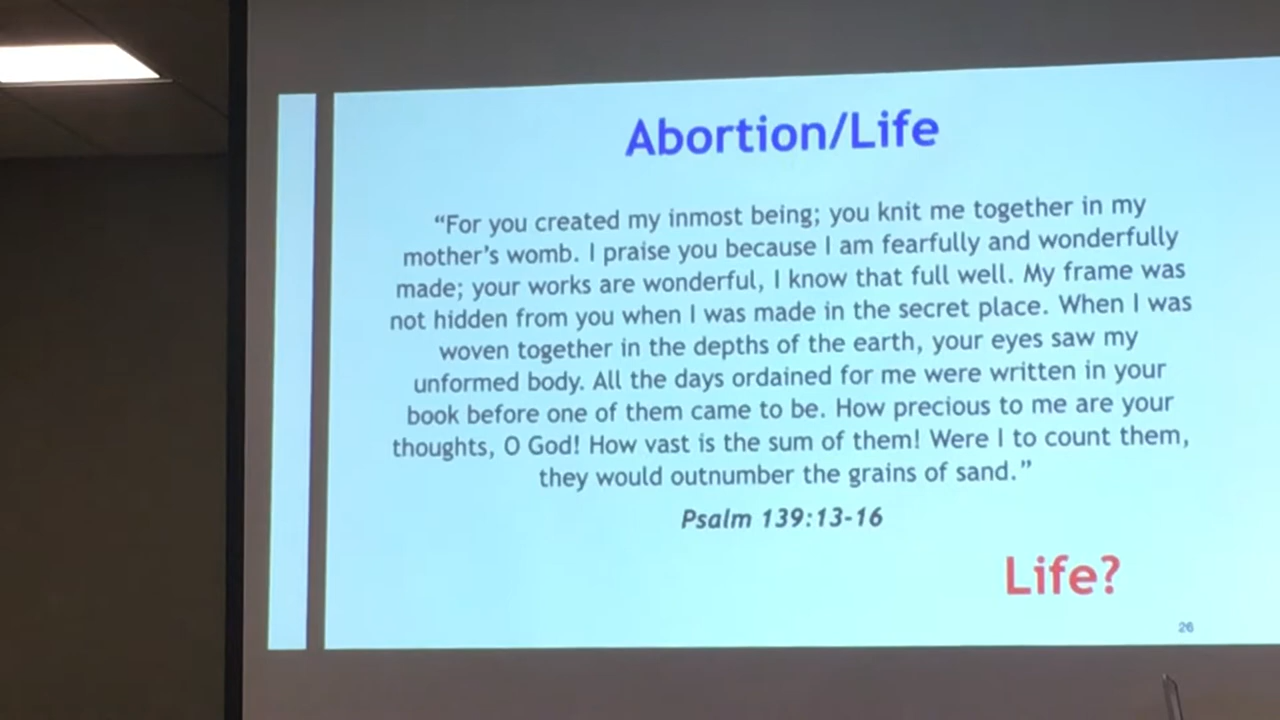 Abortion/Life
“For you created my inmost being; you knit me together in my
mother’s womb. I praise you because I am fearfully and wonderfully
made; your works are wonderful, I know that full well. My frame was
not hidden from you when I was made in the secret place. When I was
woven together in the depths of the earth, your eyes saw my
unformed body. All the days ordained for me were written in your
book before one of them came to be. How precious to me are your
thoughts, O God! How vast is the sum of them! Were I to count them,
they would outnumber the grains of sand.”
Psalm 139:13-16
Life?
26